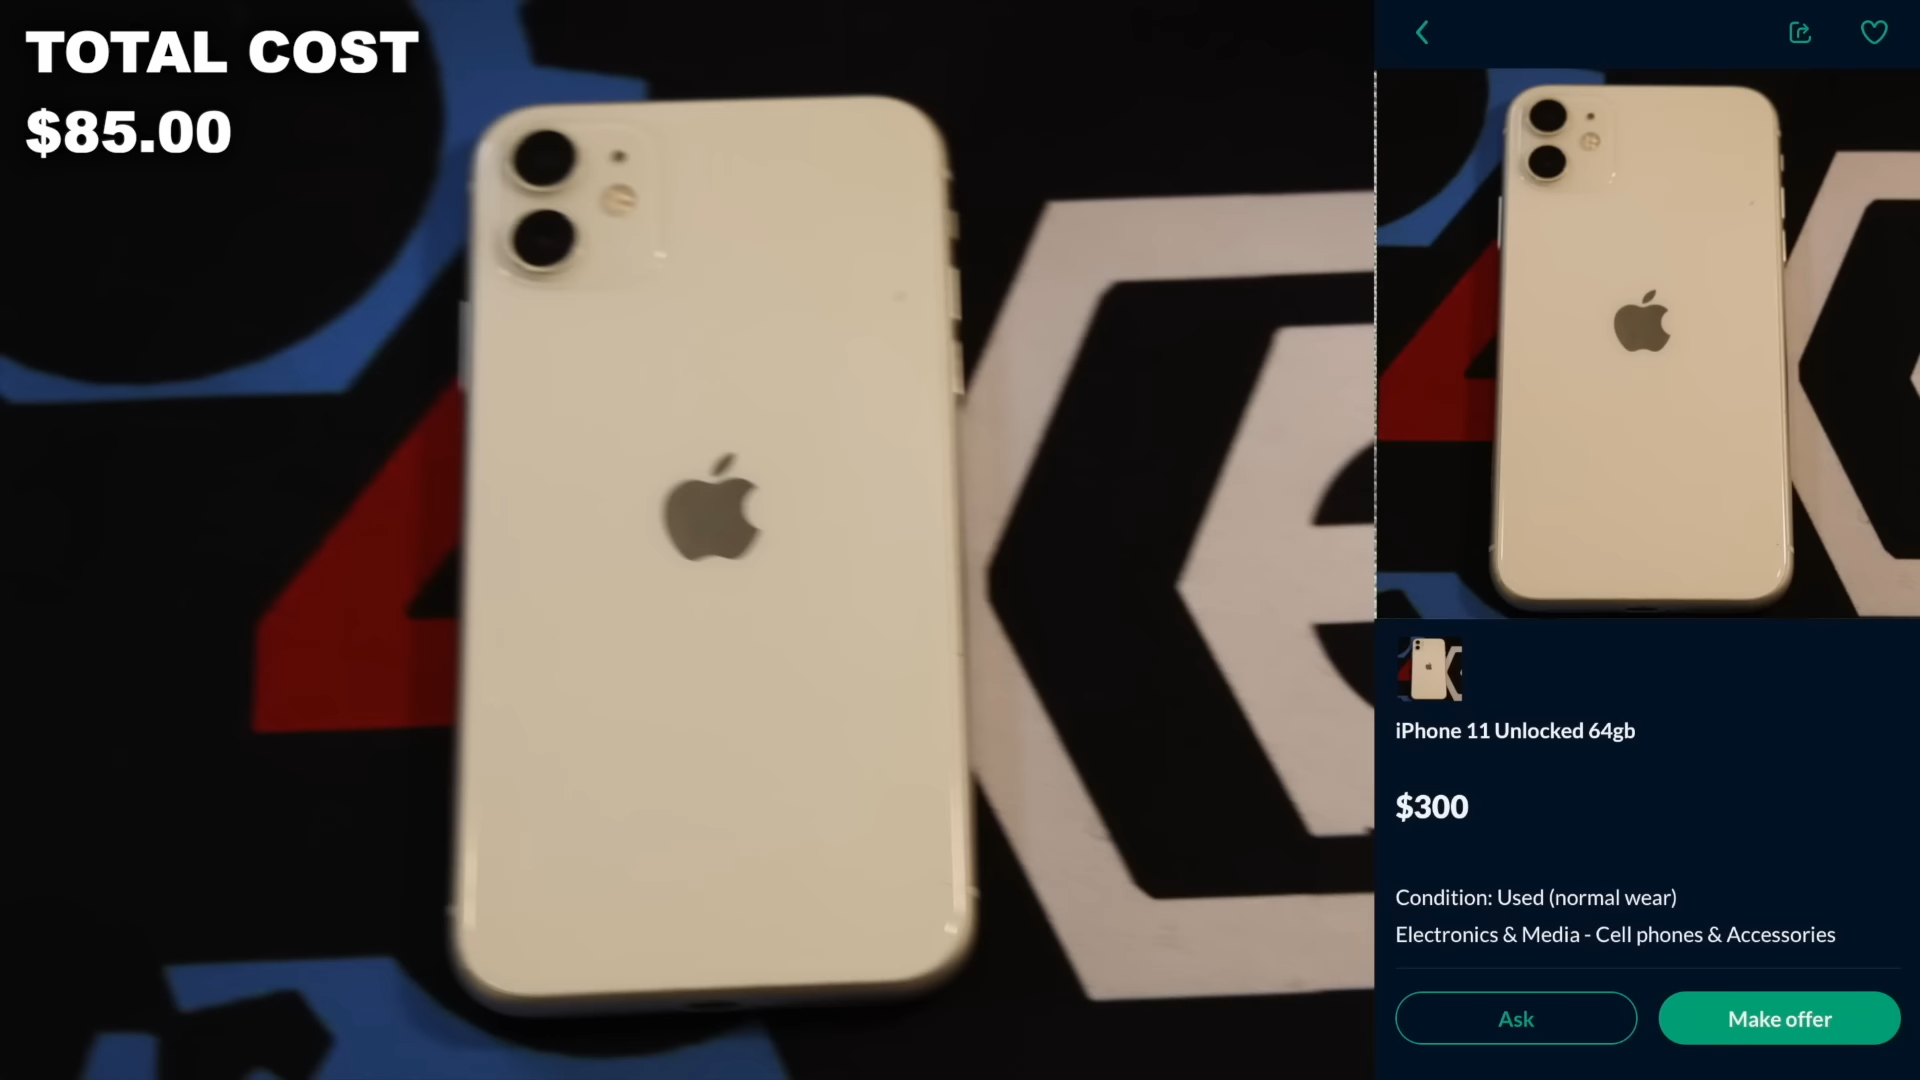 TOTAL COST
$85.00
iPhone 11 Unlocked 64gb
$300
Condition: Used (normal wear)
Electronics & Media - Cell phones & Accessories
Ask
Make offer